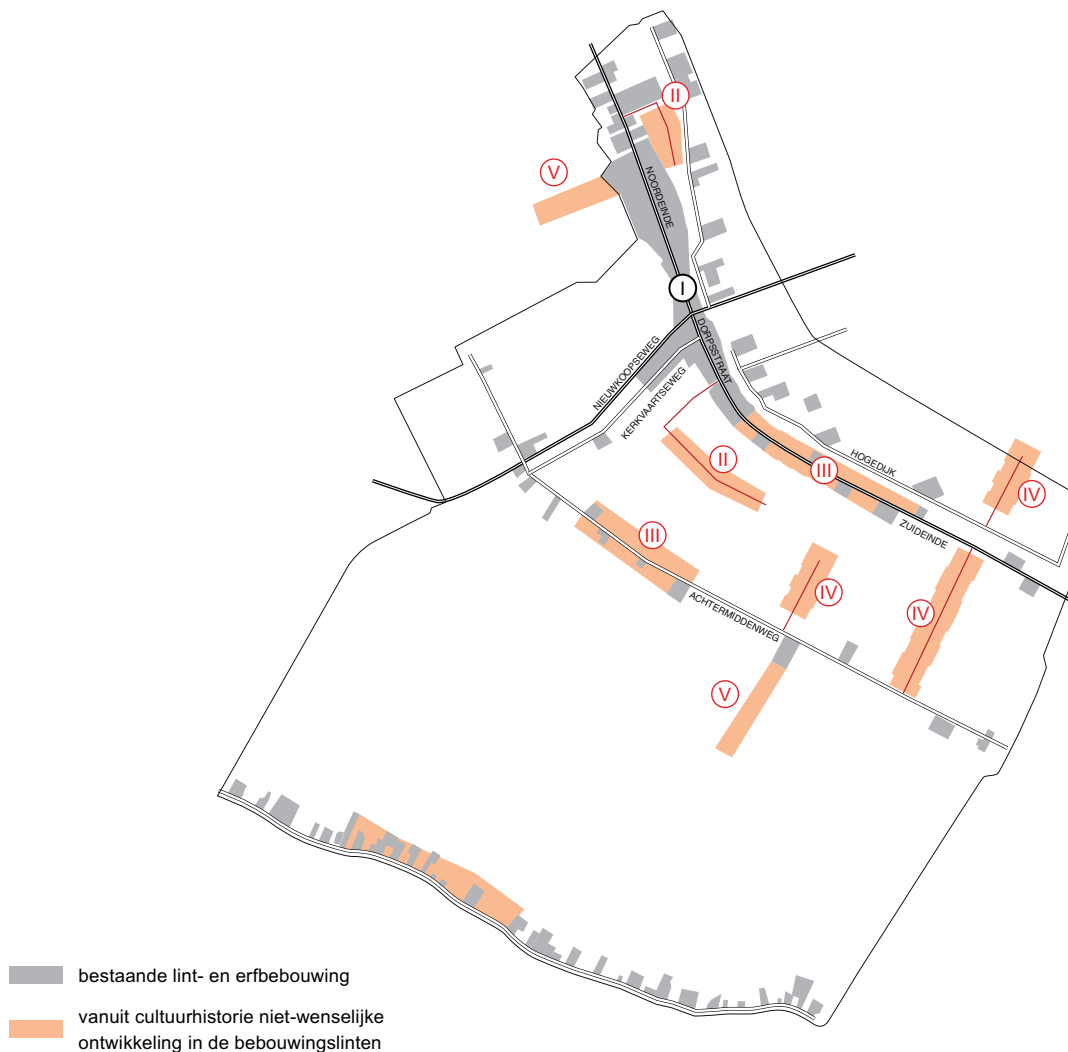 II
V
NOORDEINDE
I
DORPSSTRAAT
NIEUWKOOPSEWEG
KERKVAARTSEWEG
II
HOGEDIJK
III
IV
ZUIDEINDE
III
ACHTERMIDDENWEG
IV
IV
V
bestaande lint- en erfbebouwing
vanuit cultuurhistorie niet-wenselijke
ontwikkeling in de bebouwingslinten